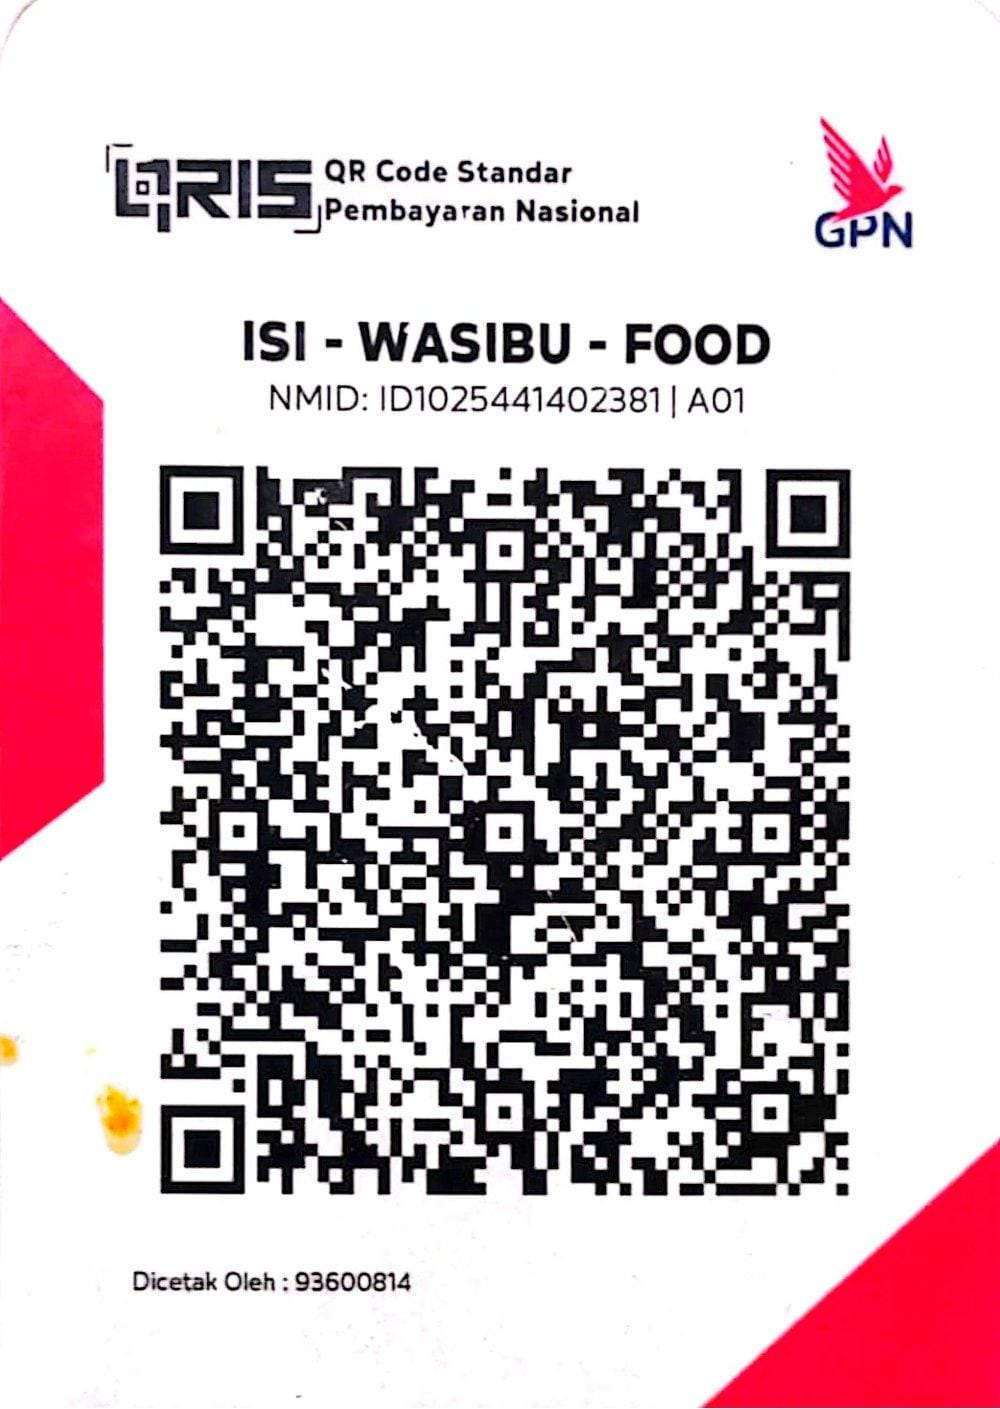 QRIS QR Code Standar
Pembayaran Nasional
GPN
ISI - WASIBU - FOOD
NMID: ID1025441402381 | A01
Dicetak Oleh : 93600814